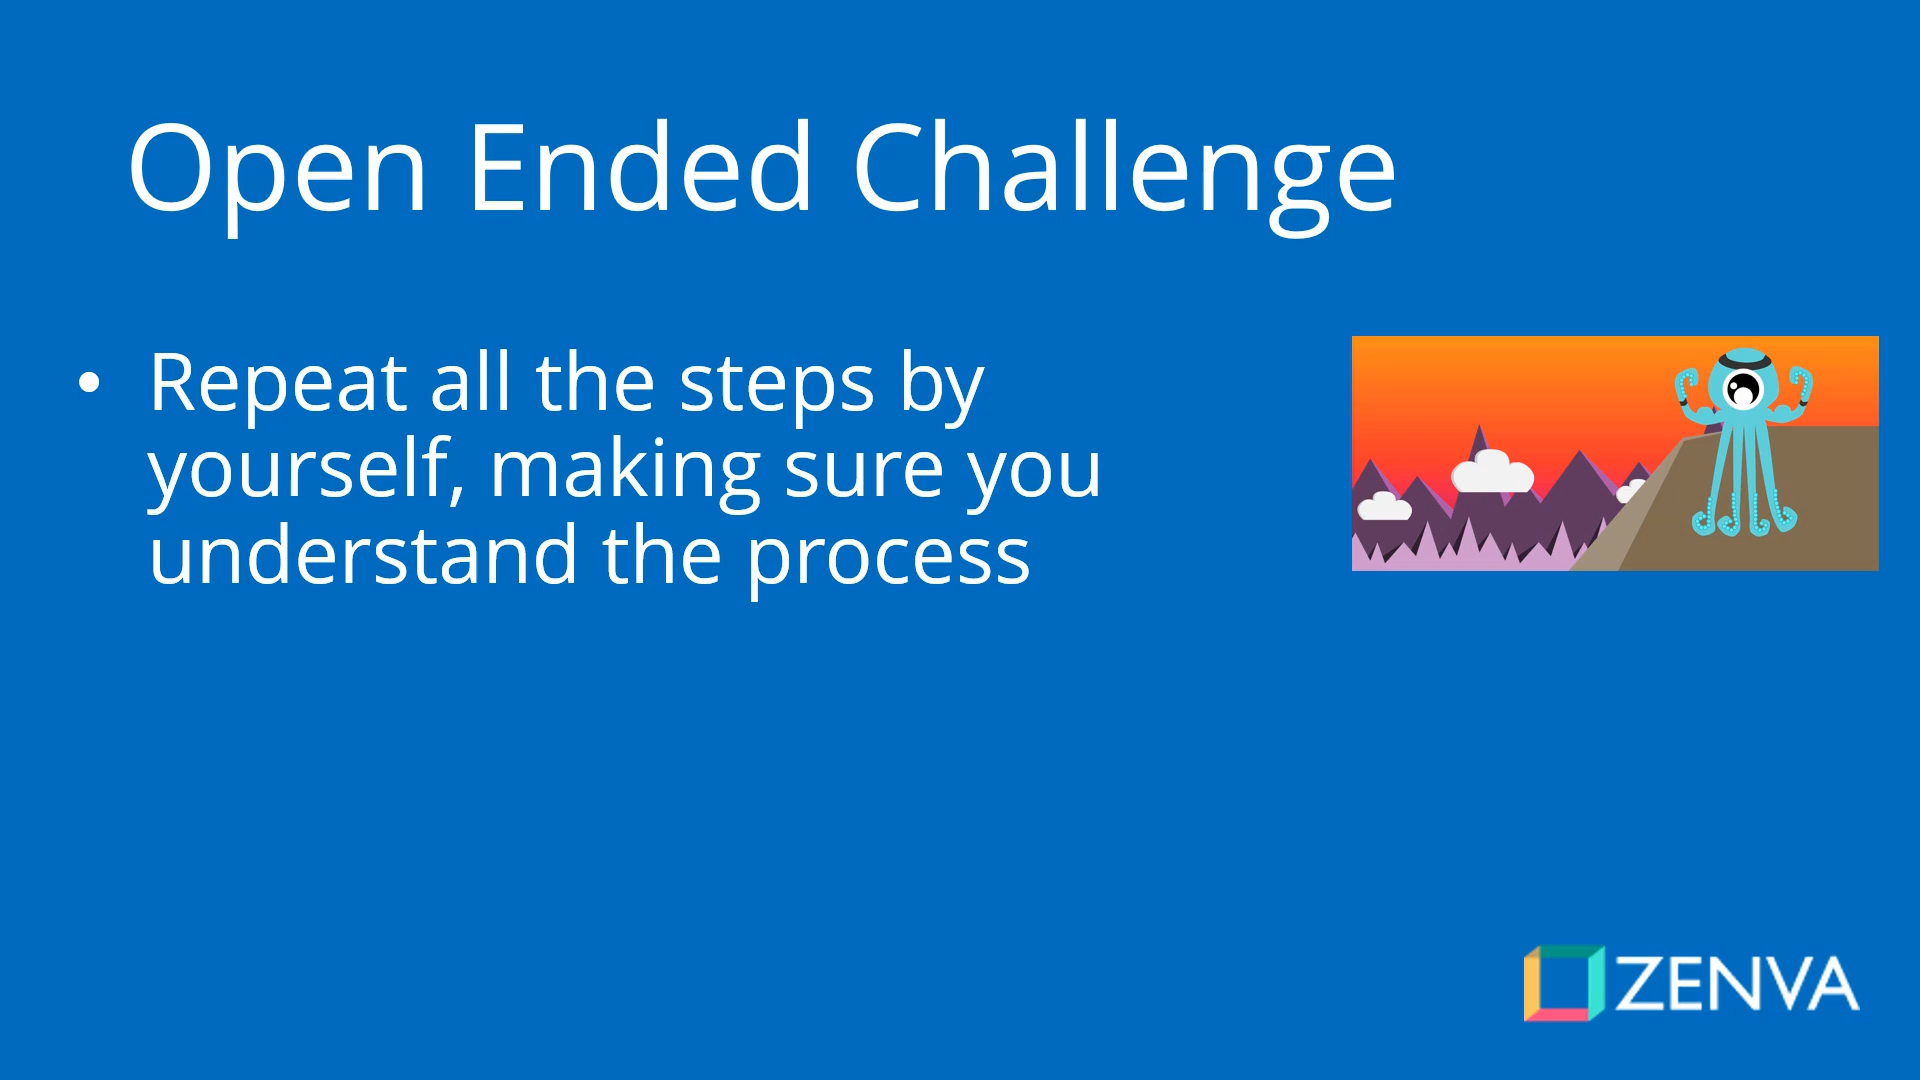 Open Ended Challenge
• Repeat all the steps by
yourself, making sure you
understand the process
ZENVA